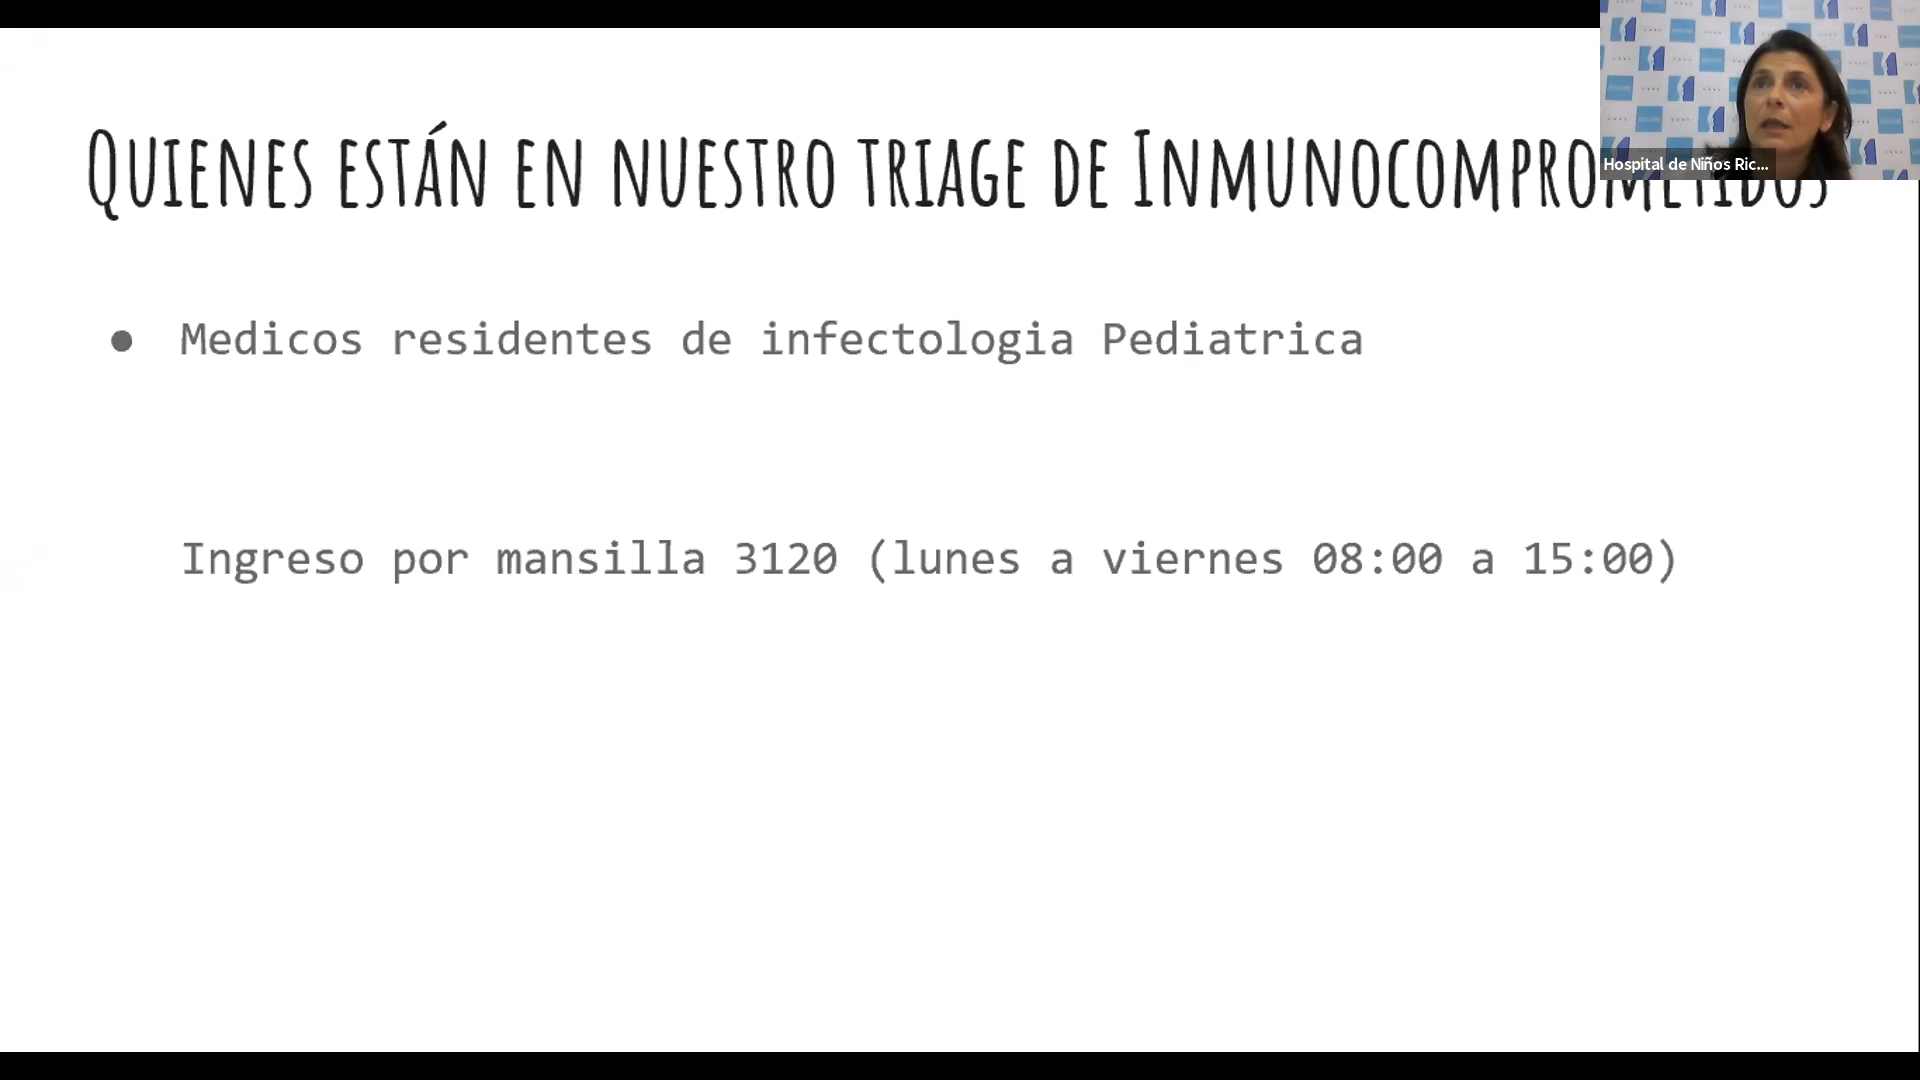 Quienes están en nuestro triage de Inmunocomprometidos
Hospital de Niños Ric...
● Medicos residentes de infectologia Pediatrica
Ingreso por mansilla 3120 (lunes a viernes 08:00 a 15:00)